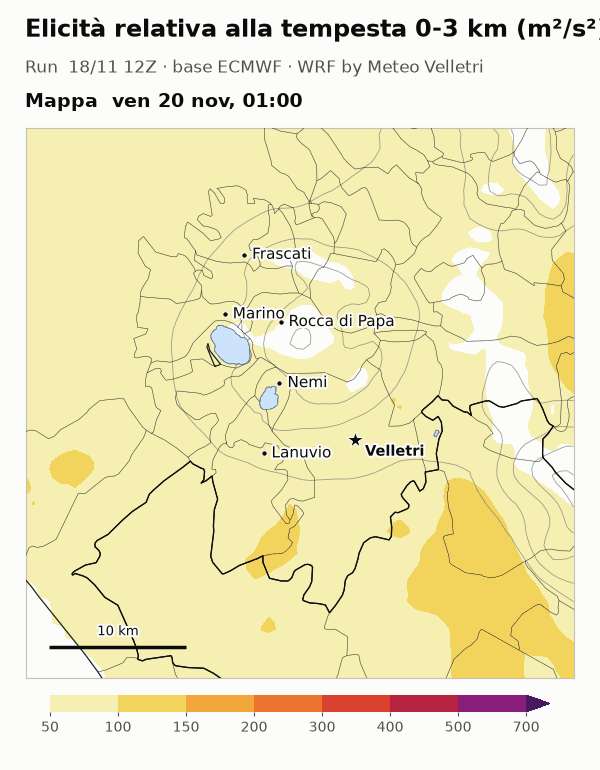 Elicità relativa alla tempesta 0-3 km (m²/s²)
Run 18/11 12Z · base ECMWF · WRF by Meteo Velletri
Mappa ven 20 nov, 01:00
Frascati
Marino
Rocca di Papa
Nemi
Velletri
Lanuvio
10 km
50 100 150 200 300 400 500 700